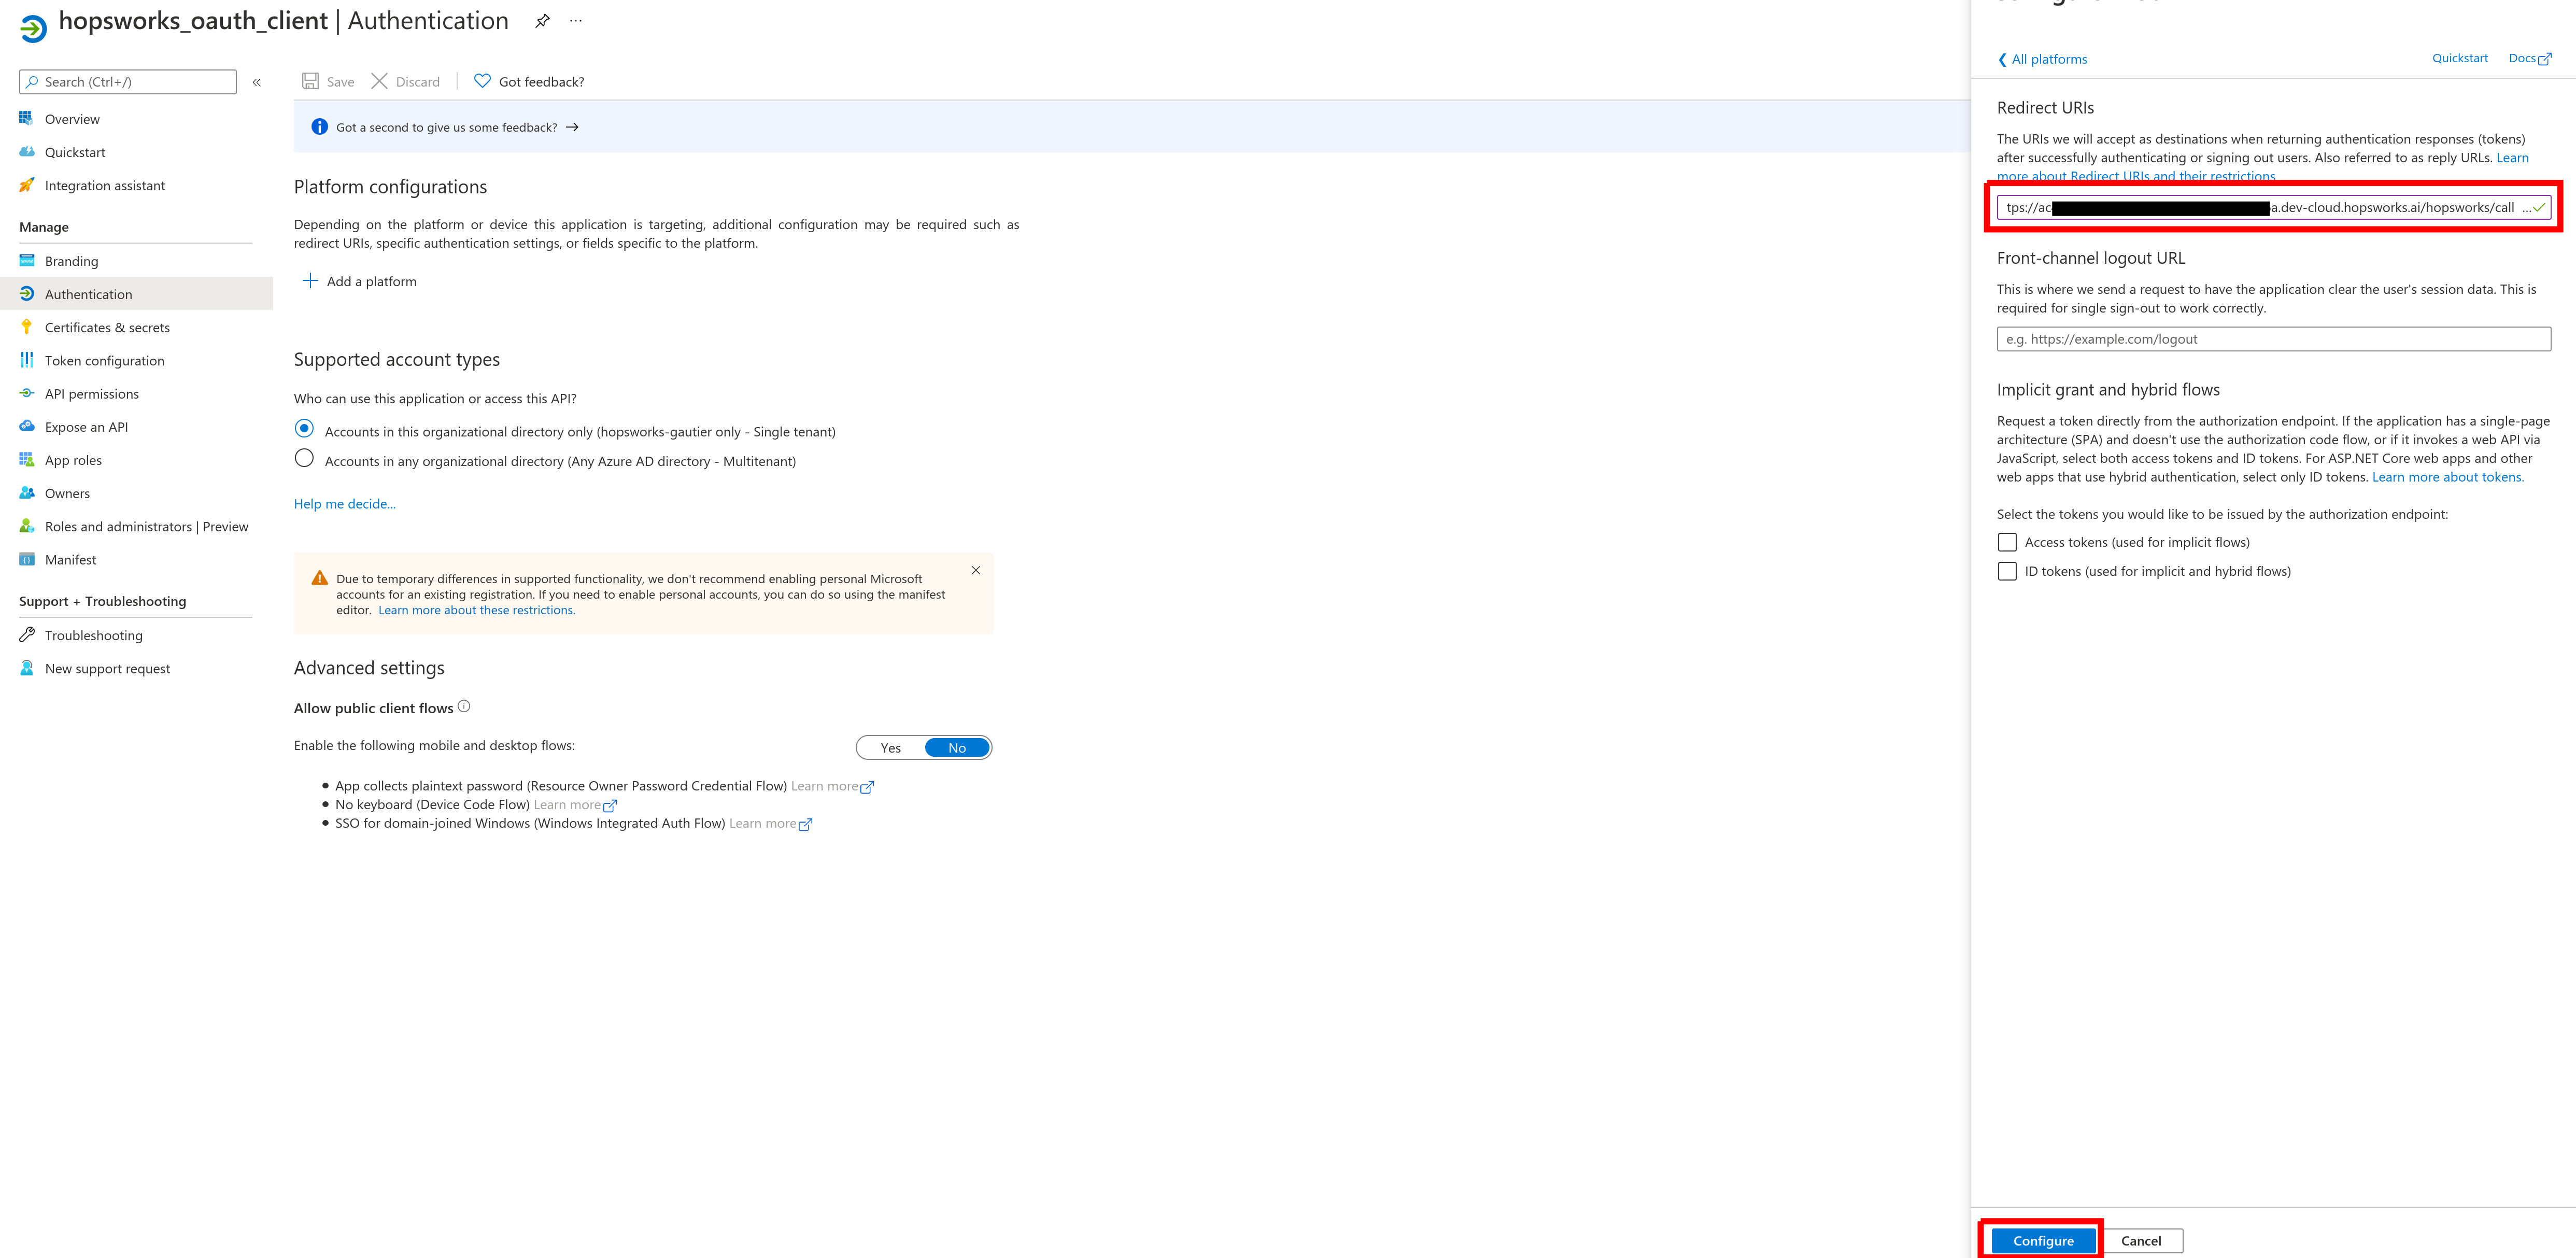 hopsworks_oauth_client | Authentication
Search (Ctrl+/)
Overview
Quickstart
Integration assistant
Manage
Branding
Authentication
Certificates & secrets
Token configuration
API permissions
Expose an API
App roles
Owners
Roles and administrators | Preview
Manifest
Support + Troubleshooting
Troubleshooting
New support request
Save
Discard
Got feedback?
Got a second to give us some feedback?
Platform configurations
Depending on the platform or device this application is targeting, additional configuration may be required such as
redirect URIs, specific authentication settings, or fields specific to the platform.
Add a platform
Supported account types
Who can use this application or access this API?
Accounts in this organizational directory only (hopsworks-gautier only - Single tenant)
Accounts in any organizational directory (Any Azure AD directory - Multitenant)
Help me decide...
Due to temporary differences in supported functionality, we don't recommend enabling personal Microsoft
accounts for an existing registration. If you need to enable personal accounts, you can do so using the manifest
editor. Learn more about these restrictions.
Advanced settings
Allow public client flows
Enable the following mobile and desktop flows:
Yes
No
App collects plaintext password (Resource Owner Password Credential Flow) Learn more
No keyboard (Device Code Flow) Learn more
SSO for domain-joined Windows (Windows Integrated Auth Flow) Learn more
All platforms
Quickstart
Docs
Redirect URIs
The URIs we will accept as destinations when returning authentication responses (tokens)
after successfully authenticating or signing out users. Also referred to as reply URLs. Learn
more about Redirect URIs and their restrictions
tps://ac a.dev-cloud.hopsworks.ai/hopsworks/call ...
Front-channel logout URL
This is where we send a request to have the application clear the user's session data. This is
required for single sign-out to work correctly.
e.g. https://example.com/logout
Implicit grant and hybrid flows
Request a token directly from the authorization endpoint. If the application has a single-page
architecture (SPA) and doesn't use the authorization code flow, or if it invokes a web API via
JavaScript, select both access tokens and ID tokens. For ASP.NET Core web apps and other
web apps that use hybrid authentication, select only ID tokens. Learn more about tokens.
Select the tokens you would like to be issued by the authorization endpoint:
Access tokens (used for implicit flows)
ID tokens (used for implicit and hybrid flows)
Configure
Cancel